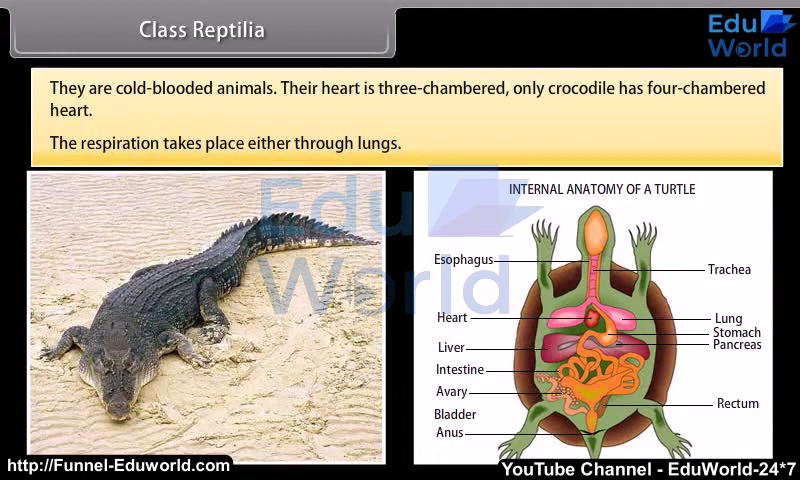 Class Reptilia
Edu
World
They are cold-blooded animals. Their heart is three-chambered, only crocodile has four-chambered
heart.
The respiration takes place either through lungs.
Edu
World
INTERNAL ANATOMY OF A TURTLE
Esophagus
Trachea
Heart
Lung
Stomach
Liver
Pancreas
Intestine
Avary
Rectum
Bladder
Anus
http://Funnel-Eduworld.com
YouTube Channel - EduWorld-24*7